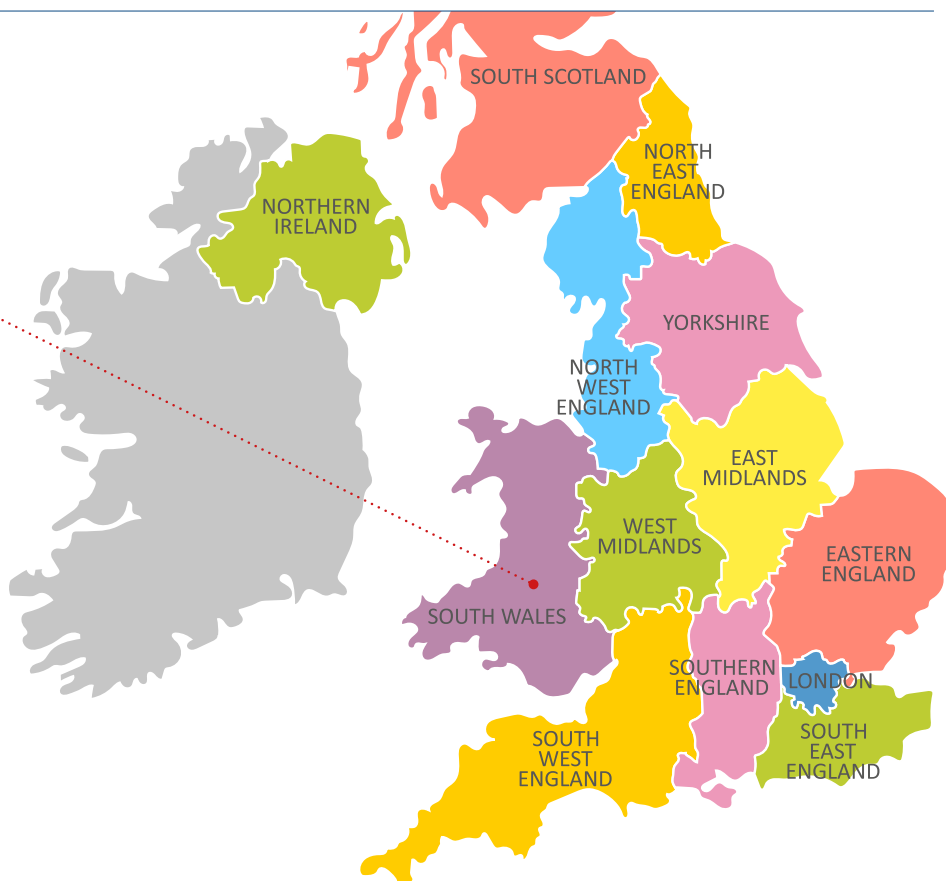 SOUTH SCOTLAND
NORTH
EAST
ENGLAND
NORTHERN
IRELAND
YORKSHIRE
NORTH
WEST
ENGLAND
EAST
MIDLANDS
WEST
MIDLANDS
EASTERN
ENGLAND
SOUTH WALES
SOUTHERN
ENGLAND
LONDON
SOUTH
WEST
ENGLAND
SOUTH
EAST
ENGLAND